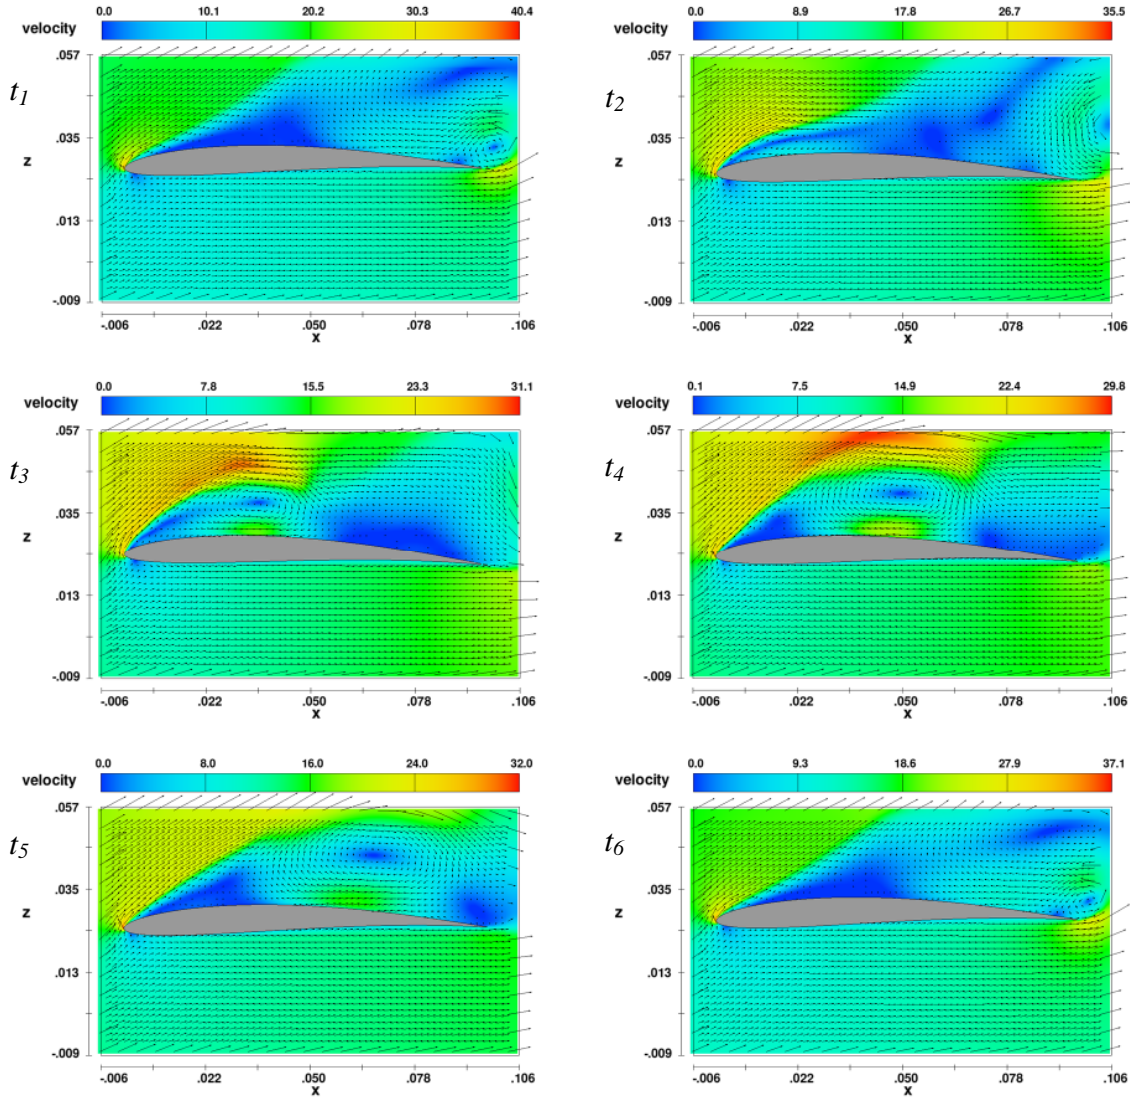 0.0 10.1 20.2 30.3 40.4
velocity
.057
t1
.035
z
.013
-.009
-.006 .022 .050 .078 .106
x
0.0 8.9 17.8 26.7 35.5
velocity
.057
t2
.035
z
.013
-.009
-.006 .022 .050 .078 .106
x
0.0 7.8 15.5 23.3 31.1
velocity
.057
t3
.035
z
.013
-.009
-.006 .022 .050 .078 .106
x
0.1 7.5 14.9 22.4 29.8
velocity
.057
t4
.035
z
.013
-.009
-.006 .022 .050 .078 .106
x
0.0 8.0 16.0 24.0 32.0
velocity
.057
t5
.035
z
.013
-.009
-.006 .022 .050 .078 .106
x
0.0 9.3 18.6 27.9 37.1
velocity
.057
t6
.035
z
.013
-.009
-.006 .022 .050 .078 .106
x